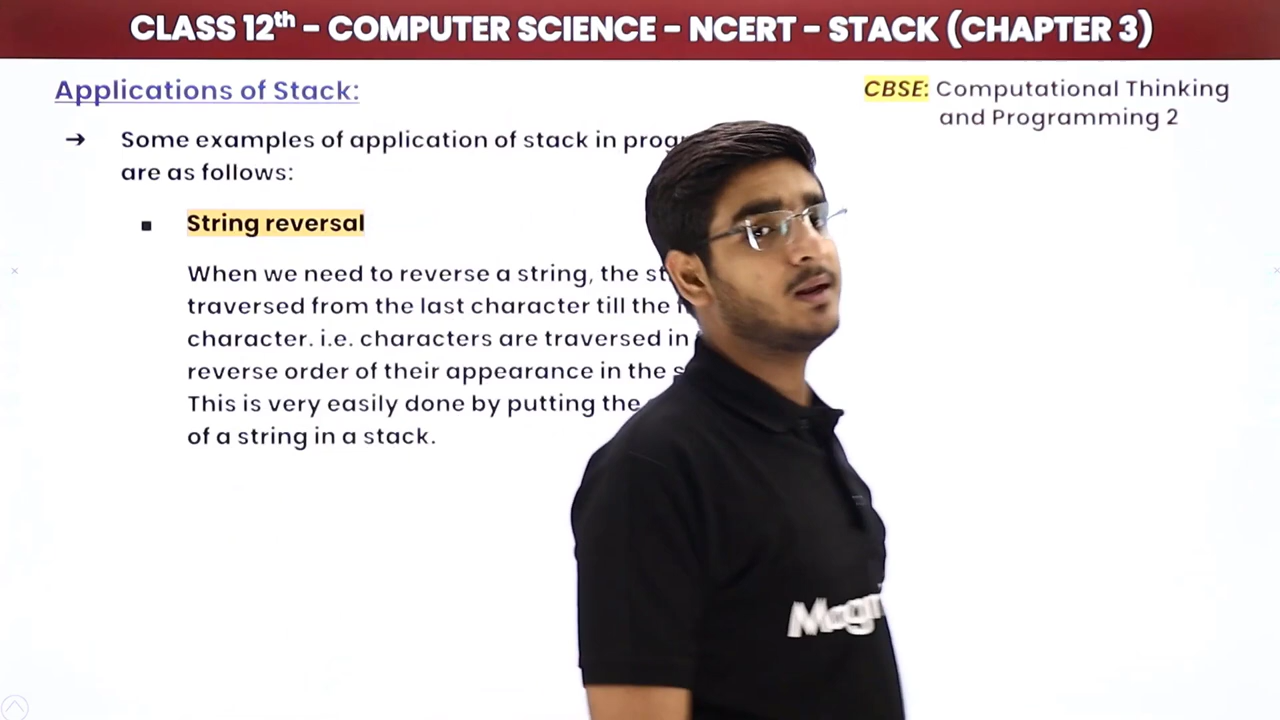 CLASS 12th - COMPUTER SCIENCE - NCERT - STACK (CHAPTER 3)
Applications of Stack:
CBSE: Computational Thinking
and Programming 2
➔ Some examples of application of stack in
are as follows:
▪ String reversal
When we need to reverse a string, the
traversed from the last character till the
character. i.e. characters are traversed in
reverse order of their appearance in the
This is very easily done by putting the
of a string in a stack.